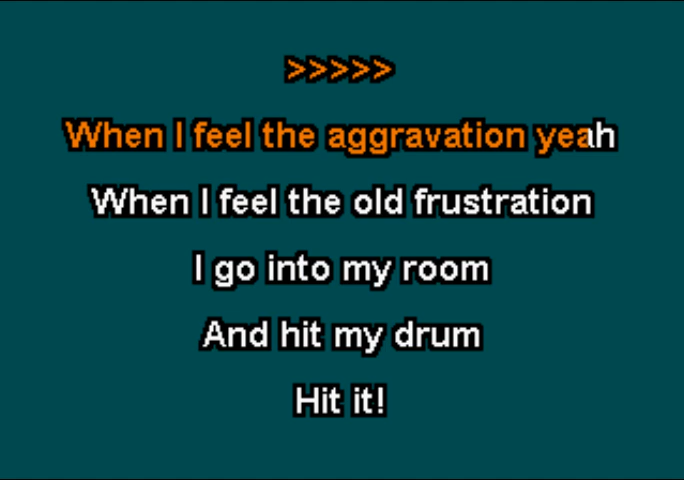 >>>>>
When I feel the aggravation yeah
When I feel the old frustration
I go into my room
And hit my drum
Hit it!